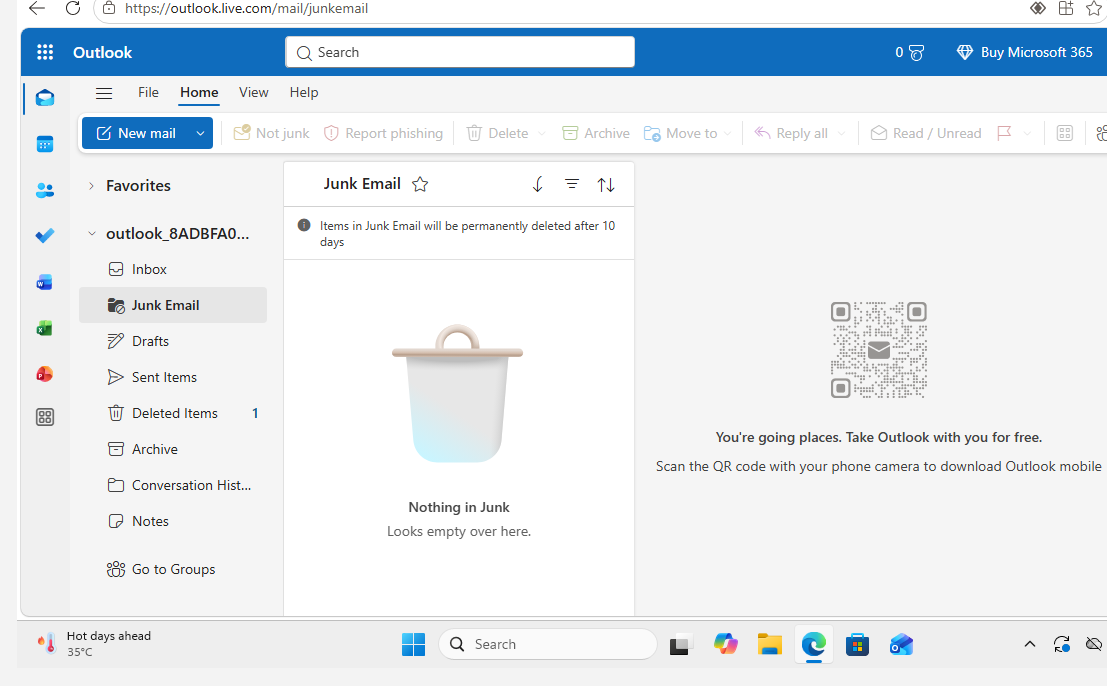 https://outlook.live.com/mail/junkemail
Outlook
Search
0
Buy Microsoft 365
File Home View Help
New mail
Not junk
Report phishing
Delete
Archive
Move to
Reply all
Read / Unread
Favorites
outlook_8ADBFA0...
Inbox
Junk Email
Drafts
Sent Items
Deleted Items 1
Archive
Conversation Hist...
Notes
Go to Groups
Junk Email
Items in Junk Email will be permanently deleted after 10
days
Nothing in Junk
Looks empty over here.
You're going places. Take Outlook with you for free.
Scan the QR code with your phone camera to download Outlook mobile
Hot days ahead
35°C
Search